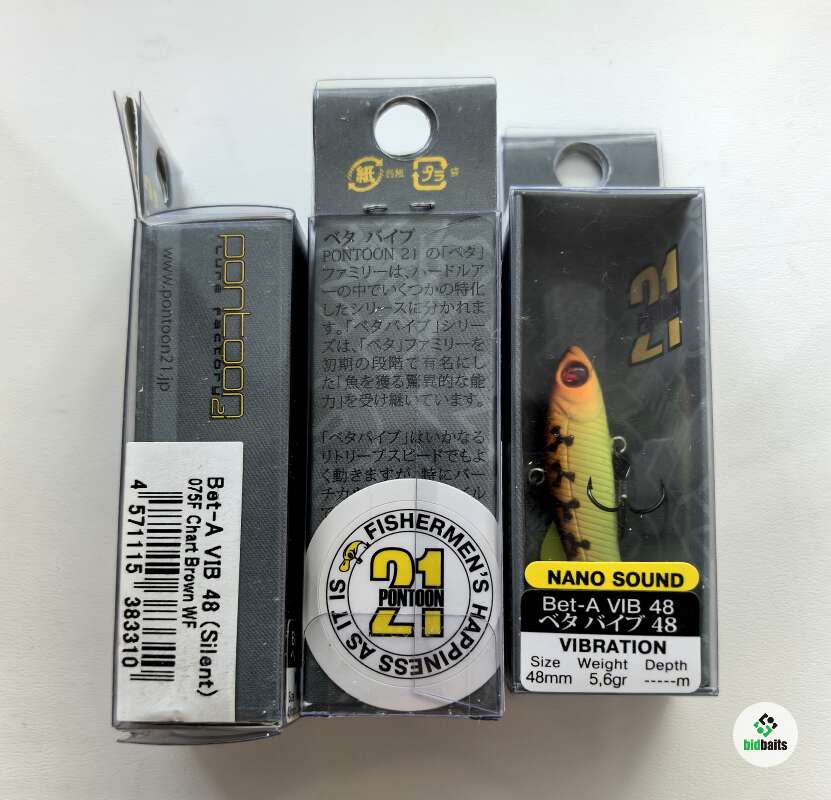 pontoon21
lure factory
www.pontoon21.jp
Bet-A VIB 48 (Silent)
075F Chart Brown WF
4 571115 383310
紙
プラ
ベタ バイブ
PONTOON 21 の「ベタ」
ファミリーは、ハードルア
ーの中でいくつかの特化
したシリーズに分かれま
す。「ベタバイブ」シリー
ズは、「ベタ」ファミリーを
初期の段階で有名にし
た「魚を獲る驚異的な能
力」を受け継いています。
「ベタバイブ」はいかなる
リトリーブスピードでもよ
く動きますが、特にバー
FISHERMEN'S HAPPINESS AS IT IS
21
PONTOON
21
NANO SOUND
Bet-A VIB 48
ベタ バイブ 48
VIBRATION
Size Weight Depth
48mm 5,6gr -----m
bidbaits